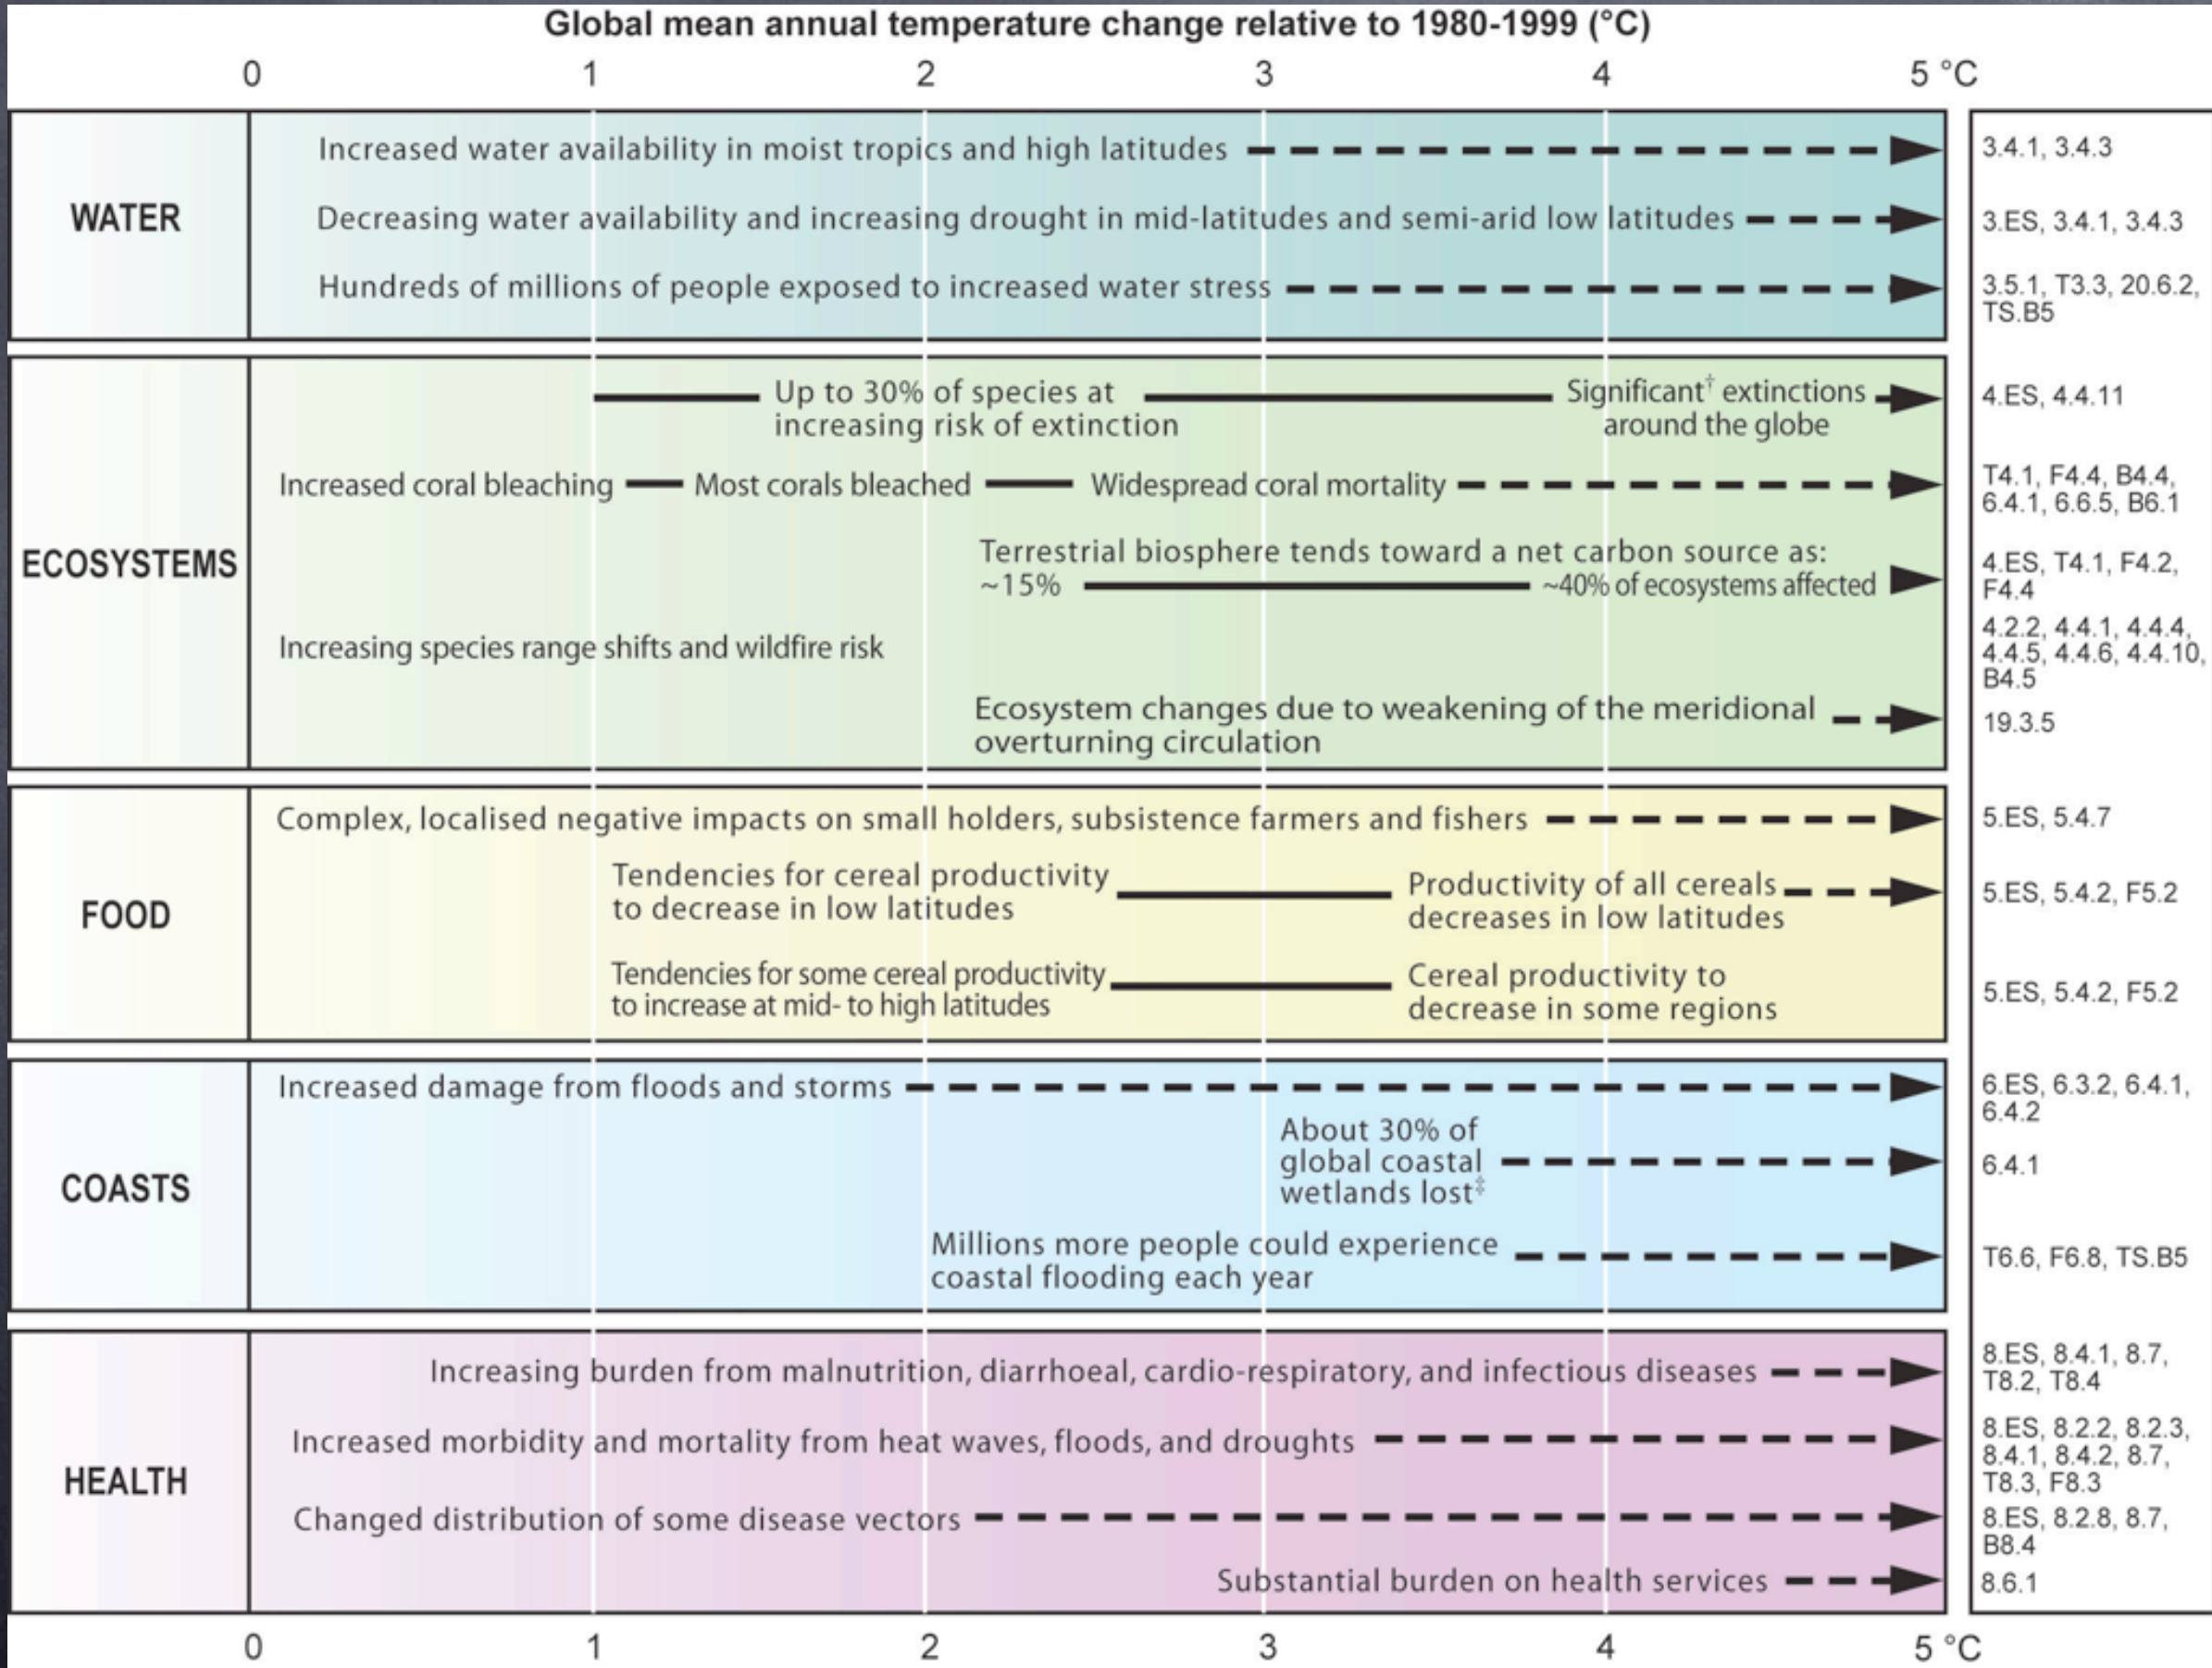 Global mean annual temperature change relative to 1980-1999 (°C)
0 1 2 3 4 5 °C
WATER
Increased water availability in moist tropics and high latitudes
3.4.1, 3.4.3
Decreasing water availability and increasing drought in mid-latitudes and semi-arid low latitudes
3.ES, 3.4.1, 3.4.3
Hundreds of millions of people exposed to increased water stress
3.5.1, T3.3, 20.6.2,
TS.B5
ECOSYSTEMS
Up to 30% of species at
increasing risk of extinction
Significant† extinctions
around the globe
4.ES, 4.4.11
Increased coral bleaching
Most corals bleached
Widespread coral mortality
T4.1, F4.4, B4.4,
6.4.1, 6.6.5, B6.1
Terrestrial biosphere tends toward a net carbon source as:
~15%
~40% of ecosystems affected
4.ES, T4.1, F4.2,
F4.4
Increasing species range shifts and wildfire risk
4.2.2, 4.4.1, 4.4.4,
4.4.5, 4.4.6, 4.4.10,
B4.5
Ecosystem changes due to weakening of the meridional
overturning circulation
19.3.5
FOOD
Complex, localised negative impacts on small holders, subsistence farmers and fishers
5.ES, 5.4.7
Tendencies for cereal productivity
to decrease in low latitudes
Productivity of all cereals
decreases in low latitudes
5.ES, 5.4.2, F5.2
Tendencies for some cereal productivity
to increase at mid- to high latitudes
Cereal productivity to
decrease in some regions
5.ES, 5.4.2, F5.2
COASTS
Increased damage from floods and storms
6.ES, 6.3.2, 6.4.1,
6.4.2
About 30% of
global coastal
wetlands lost‡
6.4.1
Millions more people could experience
coastal flooding each year
T6.6, F6.8, TS.B5
HEALTH
Increasing burden from malnutrition, diarrhoeal, cardio-respiratory, and infectious diseases
8.ES, 8.4.1, 8.7,
T8.2, T8.4
Increased morbidity and mortality from heat waves, floods, and droughts
8.ES, 8.2.2, 8.2.3,
8.4.1, 8.4.2, 8.7,
T8.3, F8.3
Changed distribution of some disease vectors
8.ES, 8.2.8, 8.7,
B8.4
Substantial burden on health services
8.6.1
0 1 2 3 4 5 °C